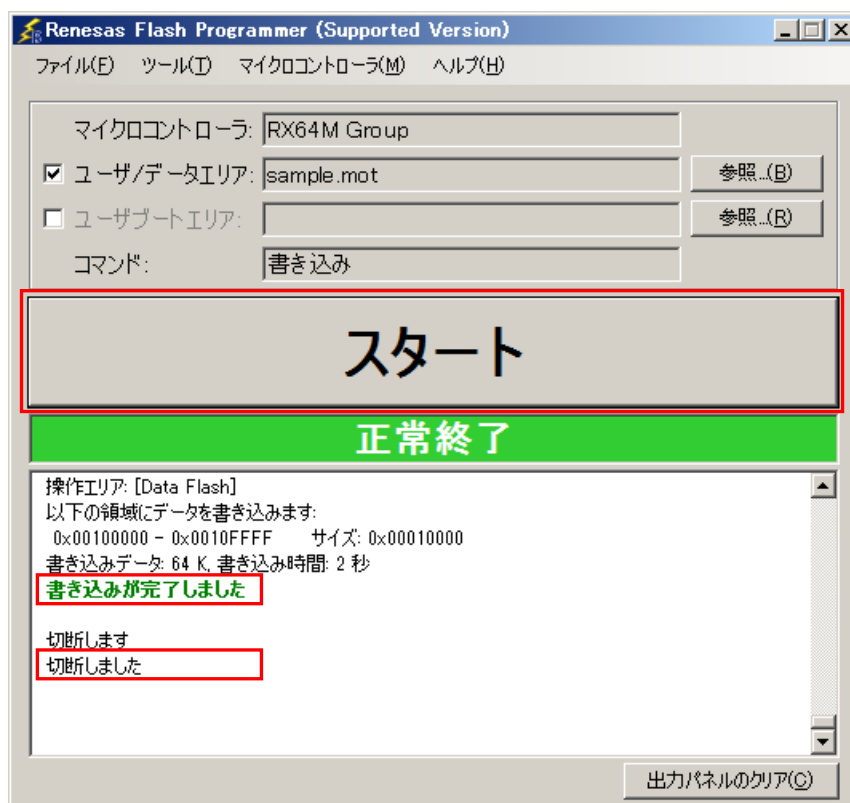 Renesas Flash Programmer (Supported Version)
ファイル(F) ツール(T) マイクロコントローラ(M) ヘルプ(H)
マイクロコントローラ: RX64M Group
ユーザ/データエリア: sample.mot 参照...(B)
ユーザブートエリア: 参照...(R)
コマンド: 書き込み
スタート
正常終了
操作エリア: [Data Flash]
以下の領域にデータを書き込みます:
0x00100000 - 0x0010FFFF サイズ: 0x00010000
書き込みデータ: 64 K, 書き込み時間: 2 秒
書き込みが完了しました
切断します
切断しました
出力パネルのクリア(C)